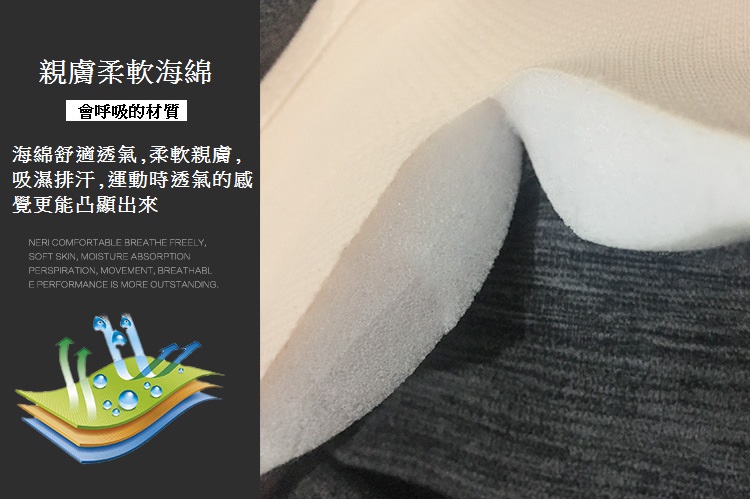 親膚柔軟海綿
會呼吸的材質
海綿舒適透氣,柔軟親膚,
吸濕排汗,運動時透氣的感
覺更能凸顯出來
NERI COMFORTABLE BREATHE FREELY,
SOFT SKIN, MOISTURE ABSORPTION
PERSPIRATION, MOVEMENT, BREATHABL
E PERFORMANCE IS MORE OUTSTANDING.